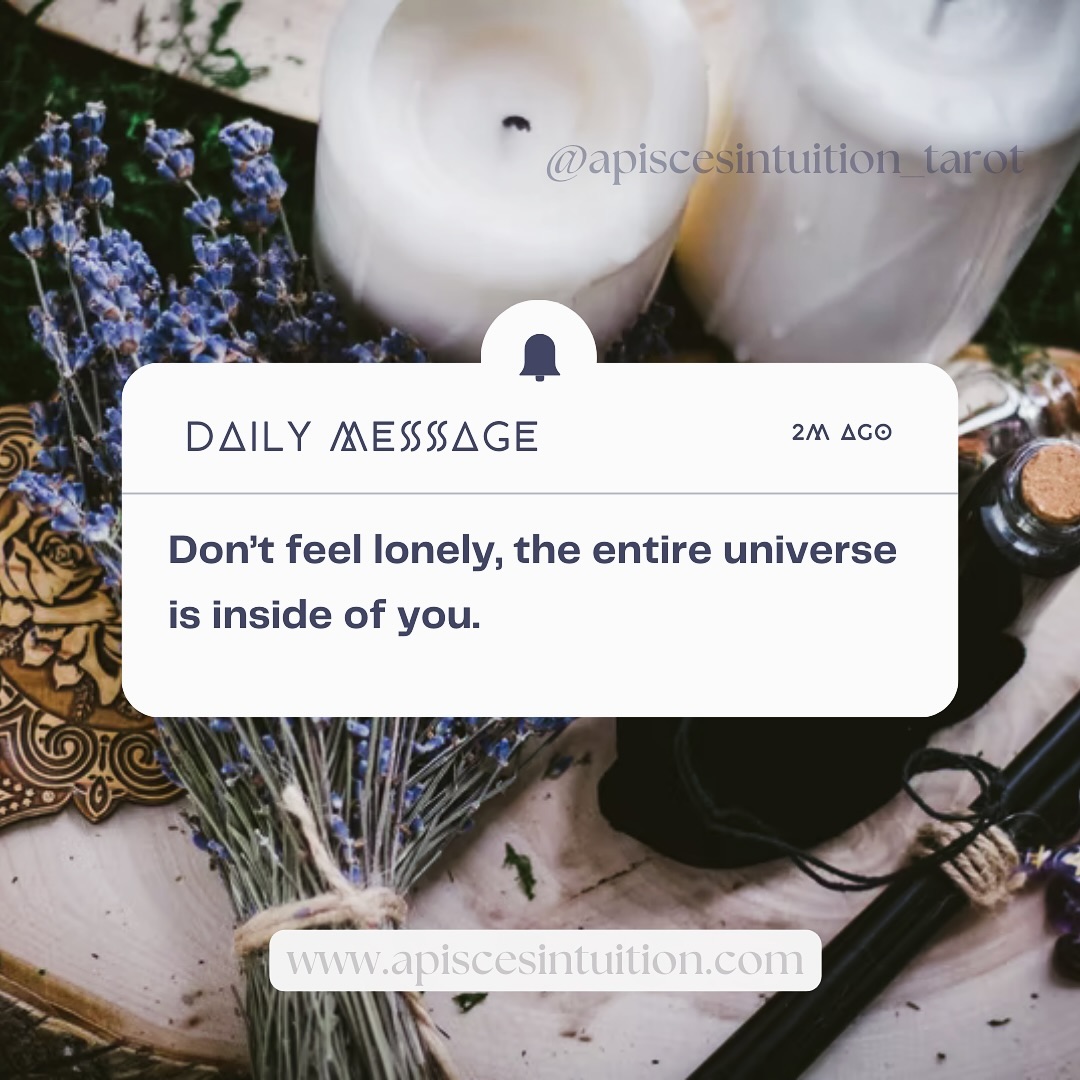 @apiscesintuition_tarot
DAILY MESSAGE 2M AGO
Don’t feel lonely, the entire universe
is inside of you.
www.apiscesintuition.com